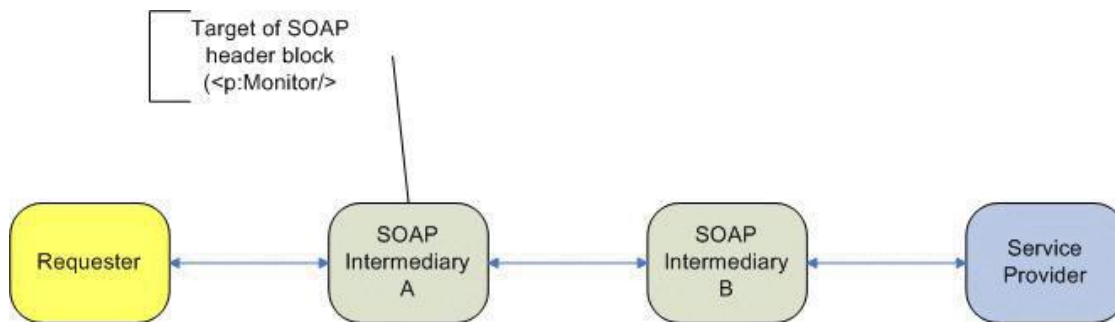 Target of SOAP
header block
(<p:Monitor/>
Requester
SOAP
Intermediary
A
SOAP
Intermediary
B
Service
Provider